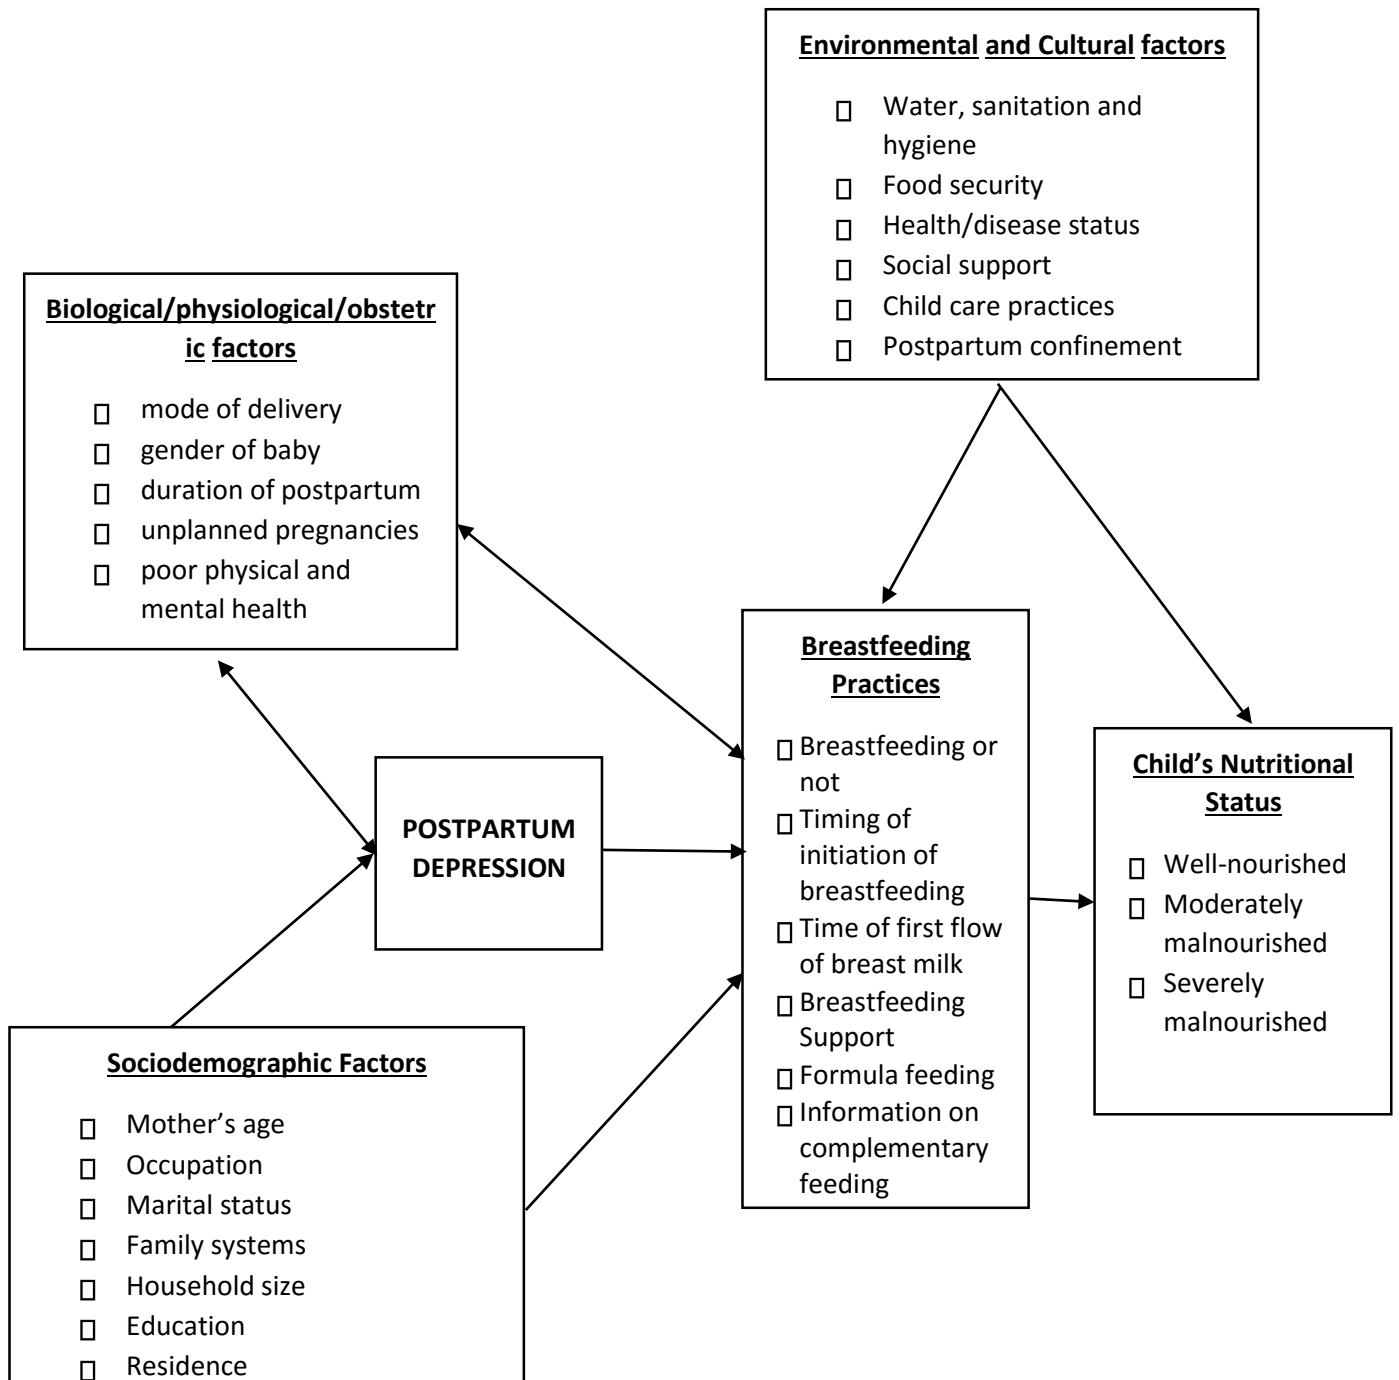 Environmental and Cultural factors
Water, sanitation and
hygiene
Food security
Health/disease status
Social support
Child care practices
Postpartum confinement
Biological/physiological/obstetr
ic factors
mode of delivery
gender of baby
duration of postpartum
unplanned pregnancies
poor physical and
mental health
Breastfeeding
Practices
Breastfeeding or
not
Timing of
initiation of
breastfeeding
Time of first flow
of breast milk
Breastfeeding
Support
Formula feeding
Information on
complementary
feeding
Child’s Nutritional
Status
Well-nourished
Moderately
malnourished
Severely
malnourished
POSTPARTUM
DEPRESSION
Sociodemographic Factors
Mother’s age
Occupation
Marital status
Family systems
Household size
Education
Residence